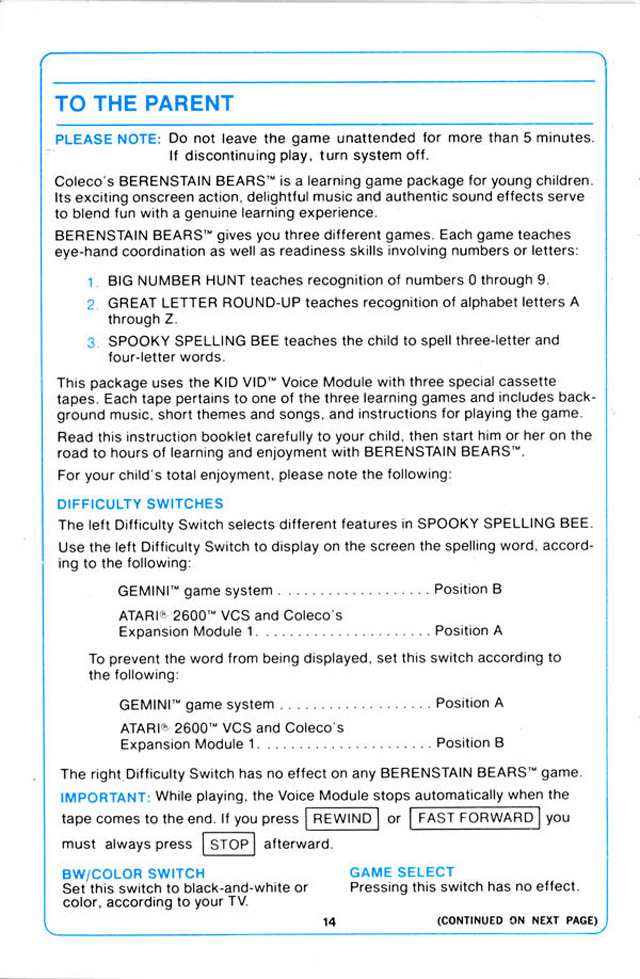 TO THE PARENT
PLEASE NOTE: Do not leave the game unattended for more than 5 minutes.
If discontinuing play, turn system off.
Coleco's BERENSTAIN BEARS™ is a learning game package for young children.
Its exciting onscreen action, delightful music and authentic sound effects serve
to blend fun with a genuine learning experience.
BERENSTAIN BEARS™ gives you three different games. Each game teaches
eye-hand coordination as well as readiness skills involving numbers or letters:
1. BIG NUMBER HUNT teaches recognition of numbers 0 through 9.
2. GREAT LETTER ROUND-UP teaches recognition of alphabet letters A
through Z.
3. SPOOKY SPELLING BEE teaches the child to spell three-letter and
four-letter words.
This package uses the KID VID™ Voice Module with three special cassette
tapes. Each tape pertains to one of the three learning games and includes back-
ground music, short themes and songs, and instructions for playing the game.
Read this instruction booklet carefully to your child, then start him or her on the
road to hours of learning and enjoyment with BERENSTAIN BEARS™.
For your child's total enjoyment, please note the following:
DIFFICULTY SWITCHES
The left Difficulty Switch selects different features in SPOOKY SPELLING BEE.
Use the left Difficulty Switch to display on the screen the spelling word, accord-
ing to the following:
GEMINI™ game system . . . . . . . . . . . . . . . . . . . Position B
ATARI® 2600™ VCS and Coleco's
Expansion Module 1. . . . . . . . . . . . . . . . . . . . . . Position A
To prevent the word from being displayed, set this switch according to
the following:
GEMINI™ game system . . . . . . . . . . . . . . . . . . . Position A
ATARI® 2600™ VCS and Coleco's
Expansion Module 1. . . . . . . . . . . . . . . . . . . . . . Position B
The right Difficulty Switch has no effect on any BERENSTAIN BEARS™ game.
IMPORTANT: While playing, the Voice Module stops automatically when the
tape comes to the end. If you press REWIND or FAST FORWARD you
must always press STOP afterward.
BW/COLOR SWITCH
Set this switch to black-and-white or
color, according to your TV.
GAME SELECT
Pressing this switch has no effect.
14
(CONTINUED ON NEXT PAGE)